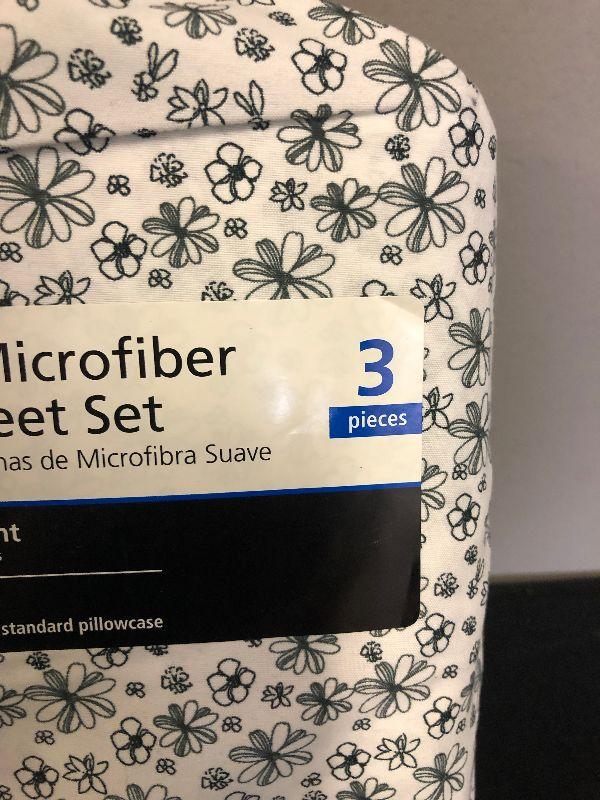 Microfiber
eet Set
nas de Microfibra Suave
3
pieces
nt
s
standard pillowcase